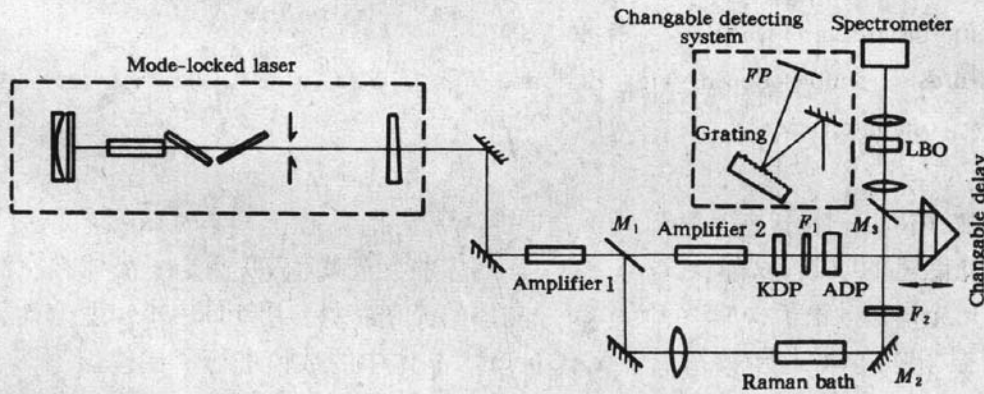 Changable detecting
system
Spectrometer
Mode-locked laser
FP
Grating
LBO
M1
Amplifier 2
F1
M3
Amplifier 1
KDP
ADP
Changable delay
F2
Raman bath
M2